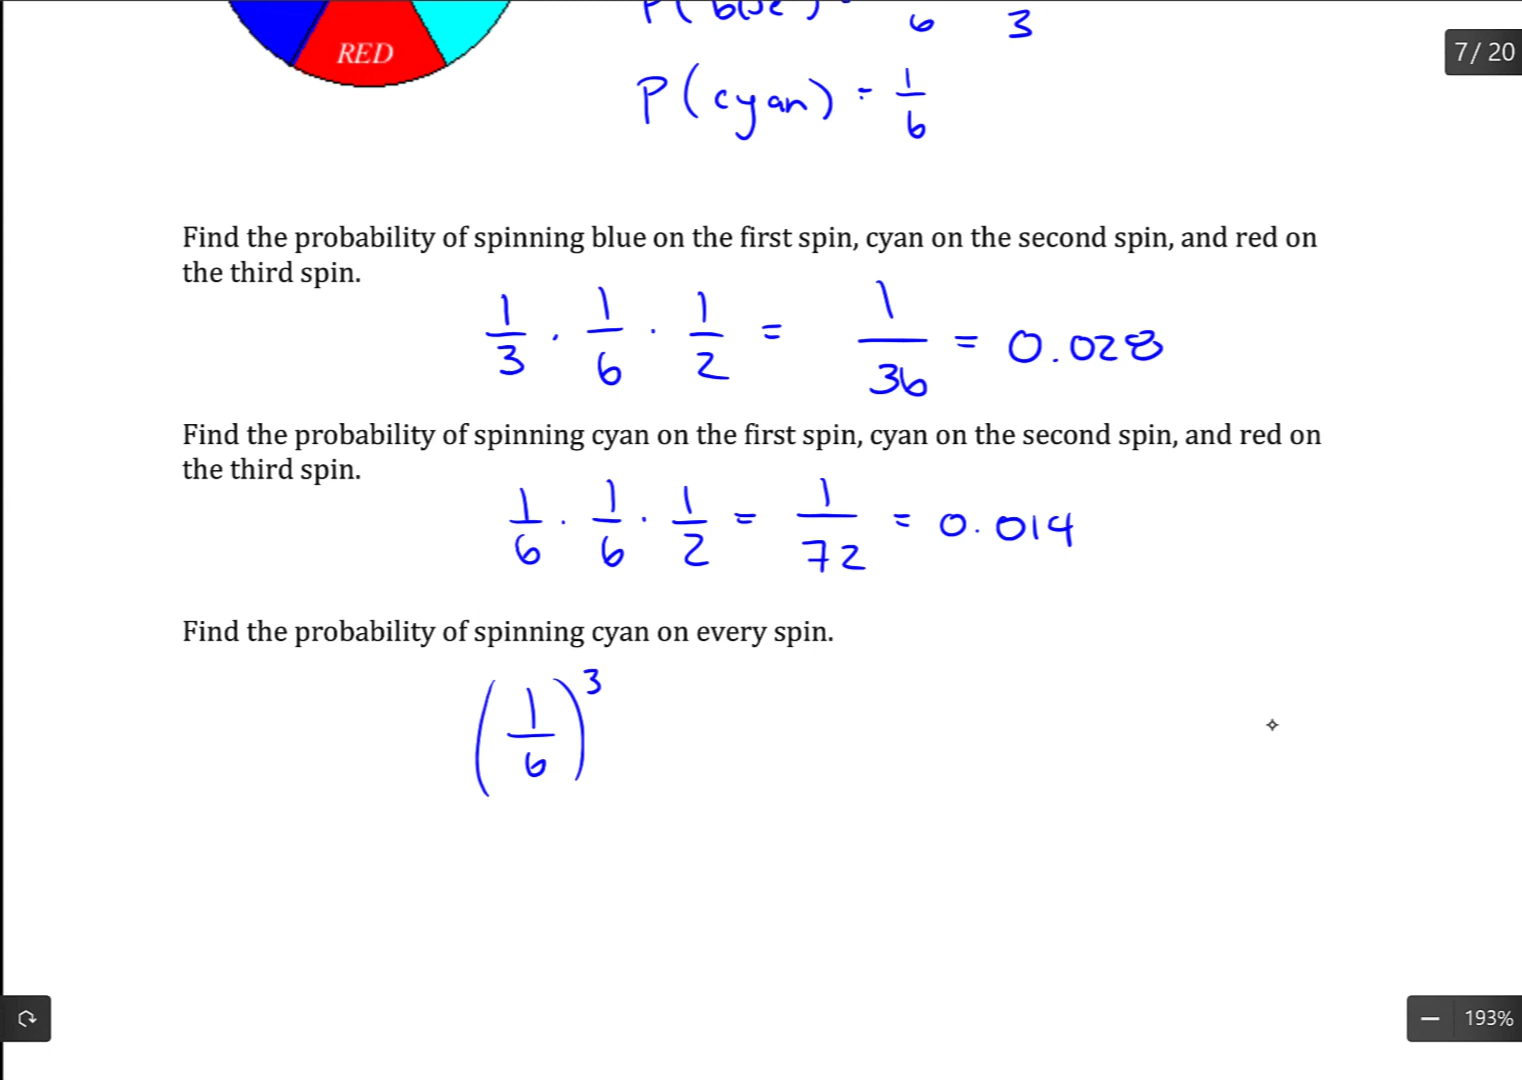 P(blue)
6 3
RED
7 / 20
P(cyan) = 1/6
Find the probability of spinning blue on the first spin, cyan on the second spin, and red on
the third spin.
1/3 · 1/6 · 1/2 = 1/36 = 0.028
Find the probability of spinning cyan on the first spin, cyan on the second spin, and red on
the third spin.
1/6 · 1/6 · 1/2 = 1/72 = 0.014
Find the probability of spinning cyan on every spin.
(1/6)³
193%